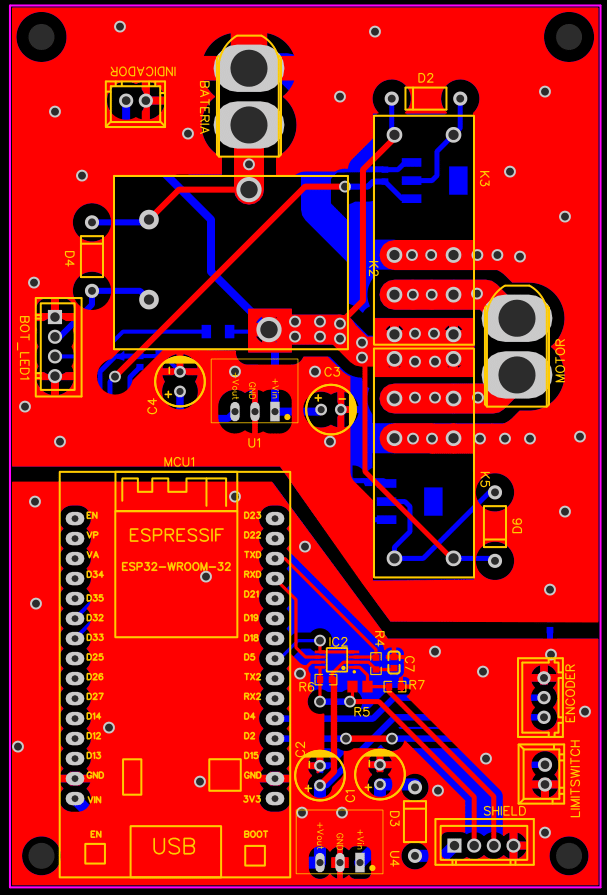 INDICADOR
BATERIA
D2
K3
D4
K2
BOT_LED1
MOTOR
C4
C3
+Vout
GND
+Vin
U1
MCU1
K5
D6
ESPRESSIF
ESP32-WROOM-32
EN
VP
VA
D34
D35
D32
D33
D25
D26
D27
D14
D12
D13
GND
VIN
D23
D22
TXD
RXD
D21
D19
D18
D5
TX2
RX2
D4
D2
D15
GND
3V3
IC2
R4
C7
R6
R7
R5
ENCODER
C2
C1
LIMITSWITCH
D3
SHIELD
EN
USB
BOOT
+Vout
GND
+Vin
U4